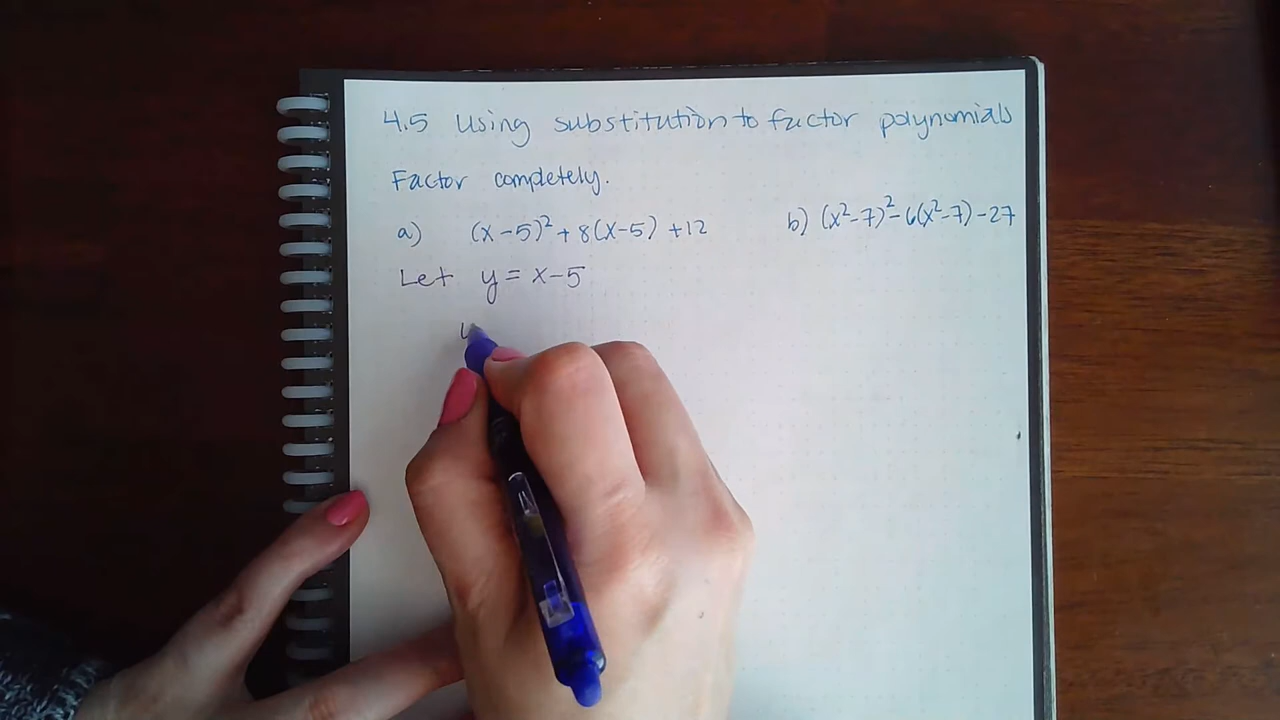 4.5 Using substitution to factor polynomials
Factor completely.
a) (x-5)²+8(x-5)+12
b) (x²-7)²-6(x²-7)-27
Let y = x-5